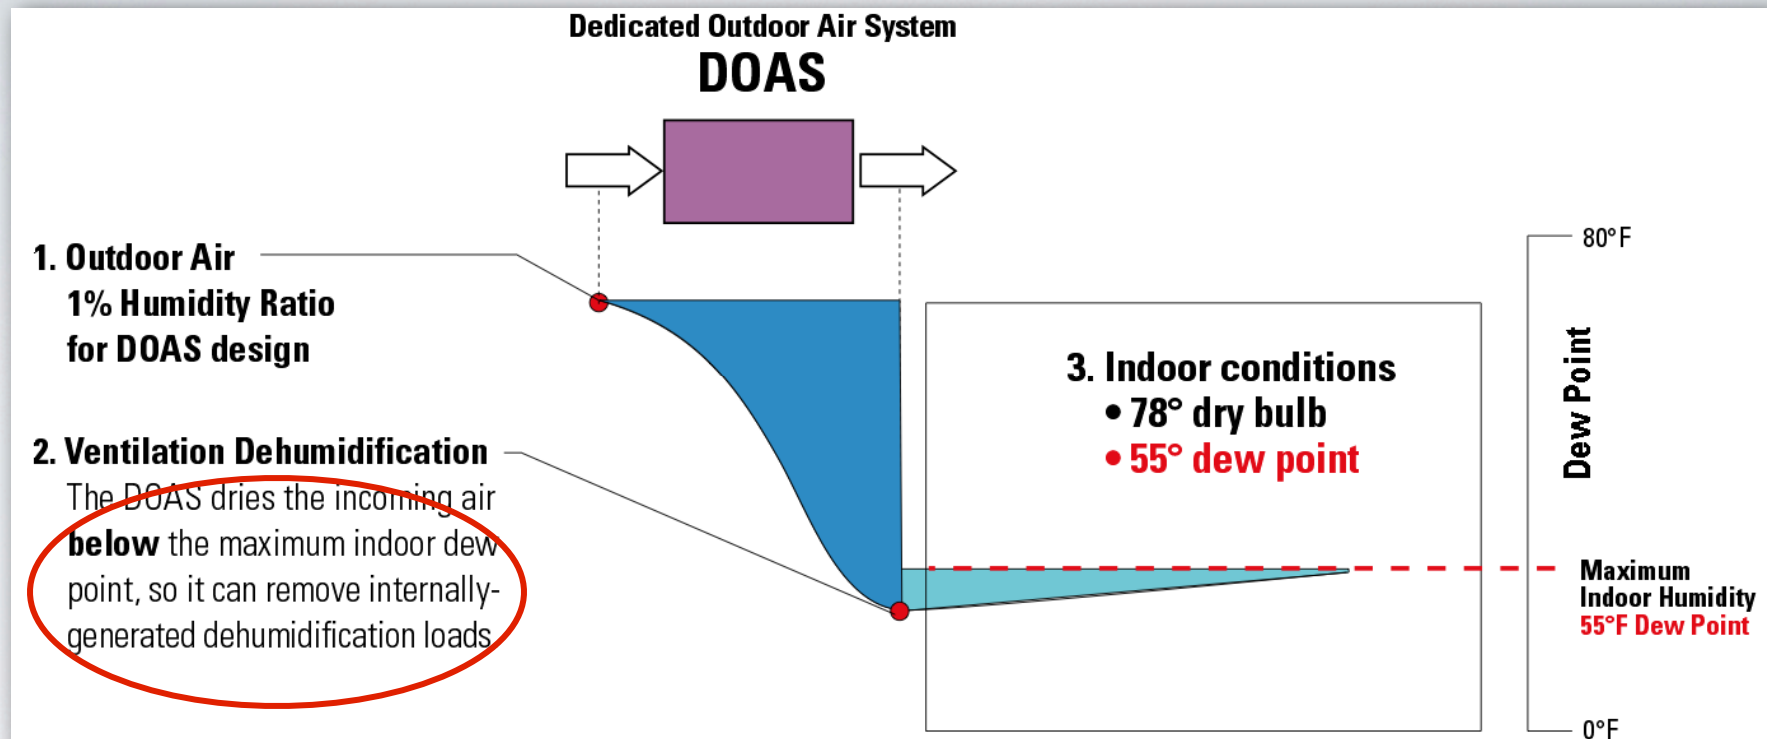 Dedicated Outdoor Air System
DOAS
1. Outdoor Air
1% Humidity Ratio
for DOAS design
2. Ventilation Dehumidification
The DOAS dries the incoming air
below the maximum indoor dew
point, so it can remove internally-
generated dehumidification loads
3. Indoor conditions
• 78° dry bulb
• 55° dew point
80°F
Dew Point
Maximum
Indoor Humidity
55°F Dew Point
0°F